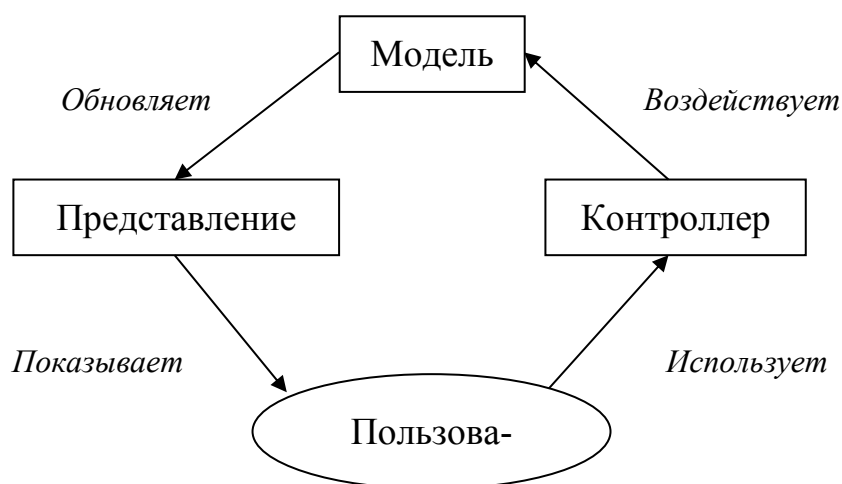 Модель
Обновляет
Воздействует
Представление
Контроллер
Показывает
Использует
Пользова-